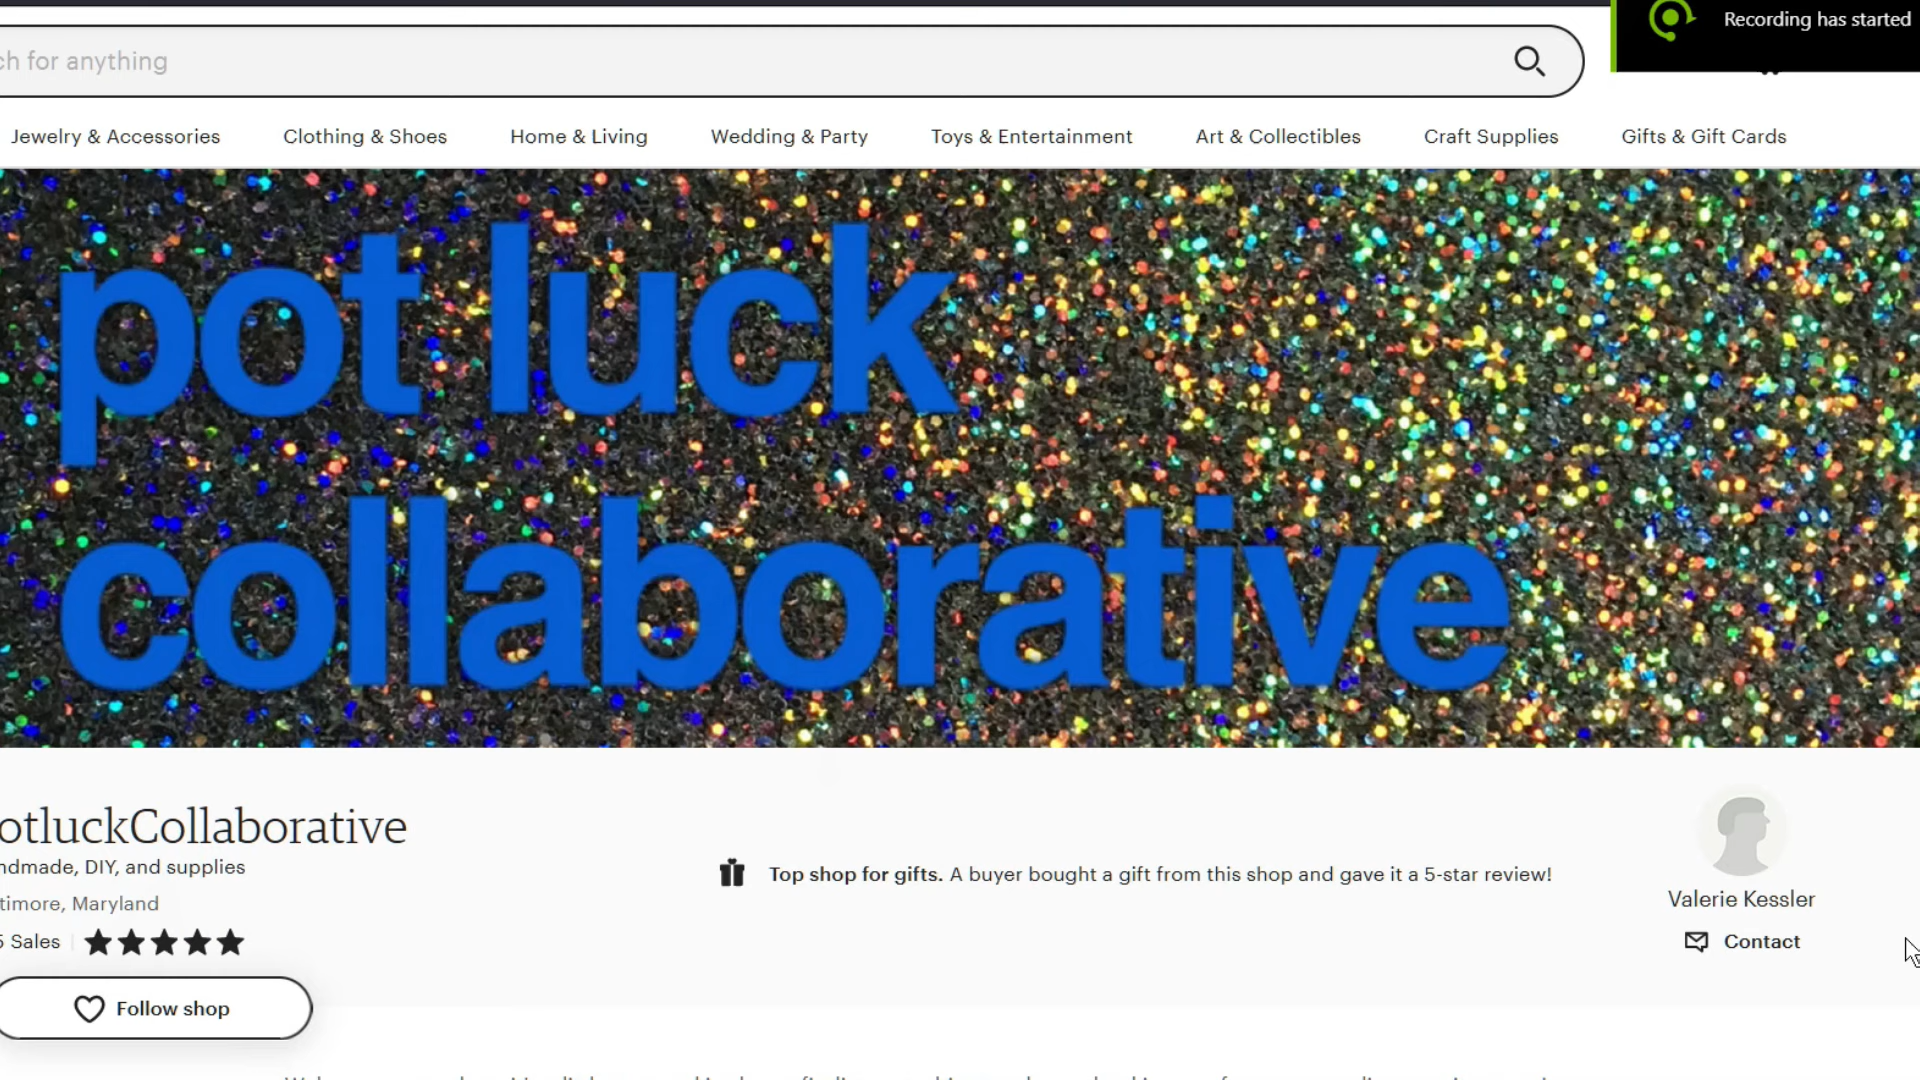 Recording has started
ch for anything
Jewelry & Accessories Clothing & Shoes Home & Living Wedding & Party Toys & Entertainment Art & Collectibles Craft Supplies Gifts & Gift Cards
pot luck
collaborative
otluckCollaborative
ndmade, DIY, and supplies
timore, Maryland
5 Sales
Follow shop
Top shop for gifts. A buyer bought a gift from this shop and gave it a 5-star review!
Valerie Kessler
Contact